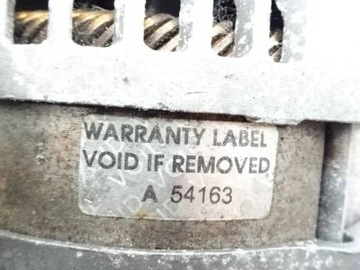 WARRANTY LABEL
VOID IF REMOVED
A 54163